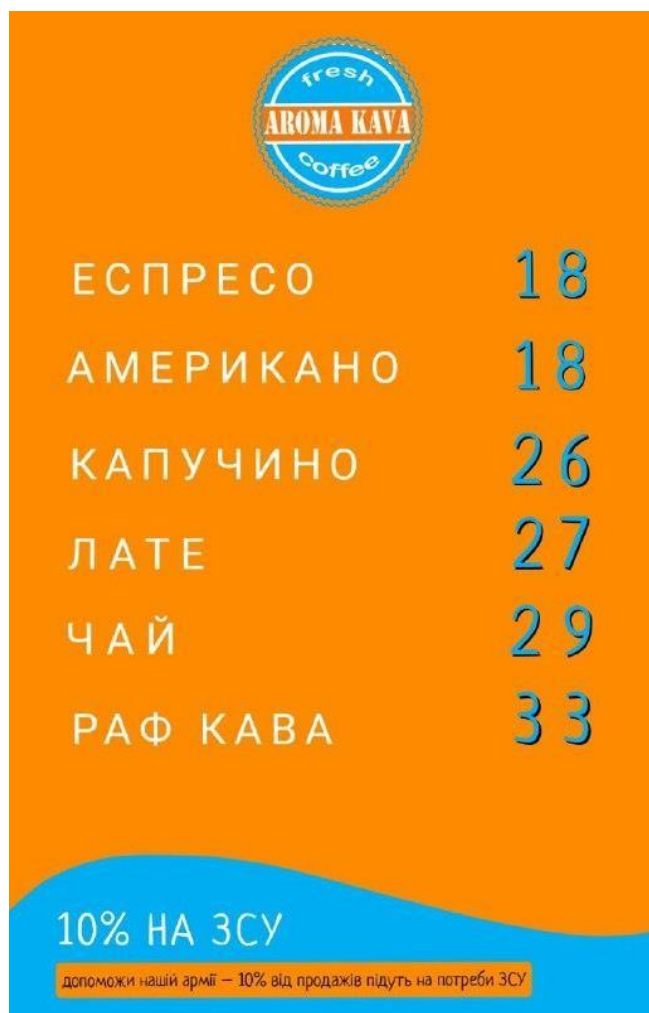 fresh
AROMA KAVA
coffee
ЕСПРЕСО 18
АМЕРИКАНО 18
КАПУЧИНО 26
ЛАТЕ 27
ЧАЙ 29
РАФ КАВА 33
10% НА ЗСУ
допоможи нашій армії – 10% від продажів підуть на потреби ЗСУ